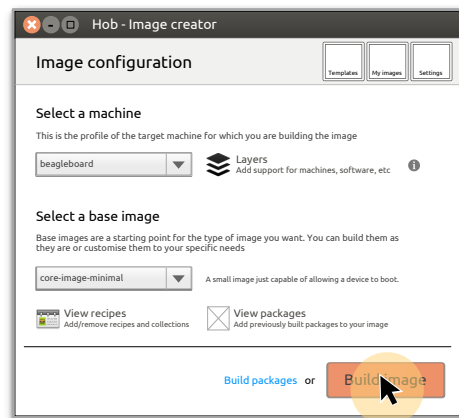 Hob - Image creator
Image configuration
Templates
My images
Settings
Select a machine
This is the profile of the target machine for which you are building the image
beagleboard
Layers
Add support for machines, software, etc
Select a base image
Base images are a starting point for the type of image you want. You can build them as
they are or customise them to your specific needs
core-image-minimal
A small image just capable of allowing a device to boot.
View recipes
Add/remove recipes and collections
View packages
Add previously built packages to your image
Build packages or
Build image